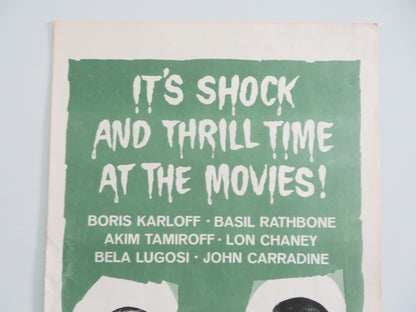 IT'S SHOCK
AND THRILL TIME
AT THE MOVIES!
BORIS KARLOFF · BASIL RATHBONE
AKIM TAMIROFF · LON CHANEY
BELA LUGOSI · JOHN CARRADINE